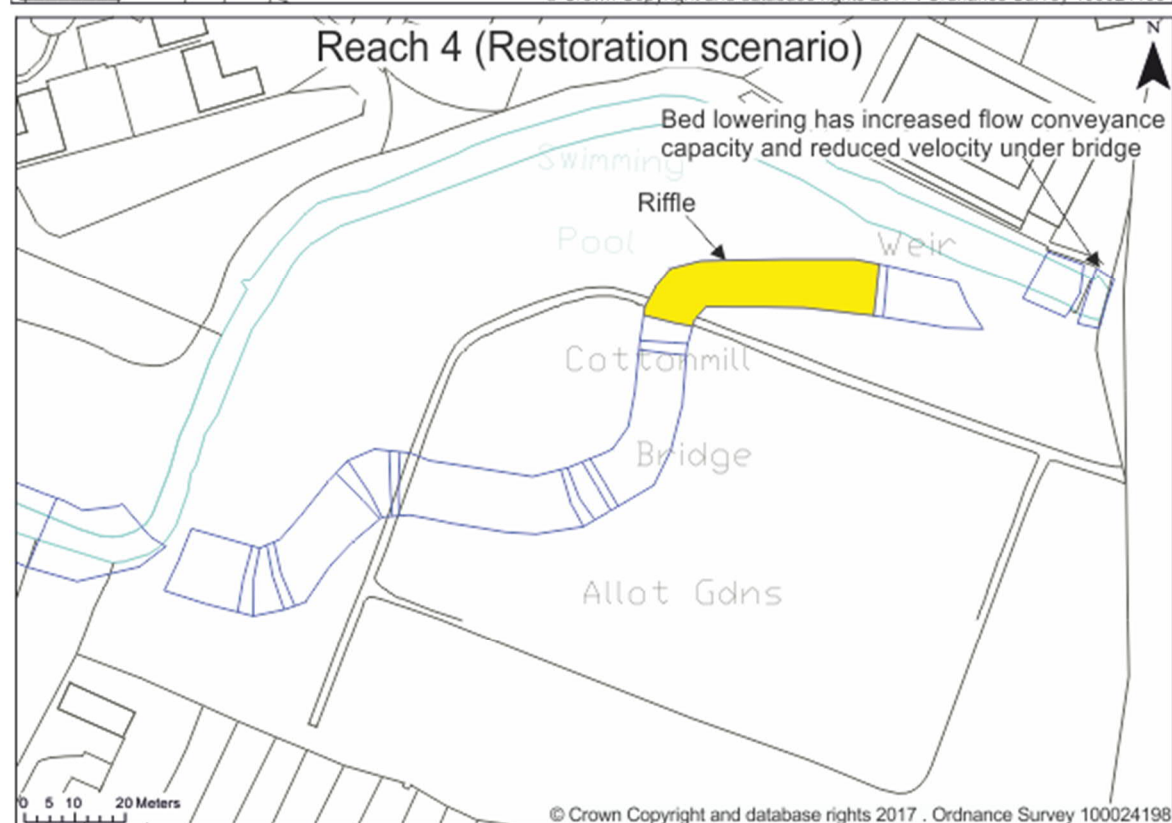 Reach 4 (Restoration scenario)
N
Bed lowering has increased flow conveyance
capacity and reduced velocity under bridge
Swimming
Riffle
Pool
Weir
Cottonmill
Bridge
Allot Gdns
0 5 10 20 Meters
© Crown Copyright and database rights 2017 . Ordnance Survey 100024198